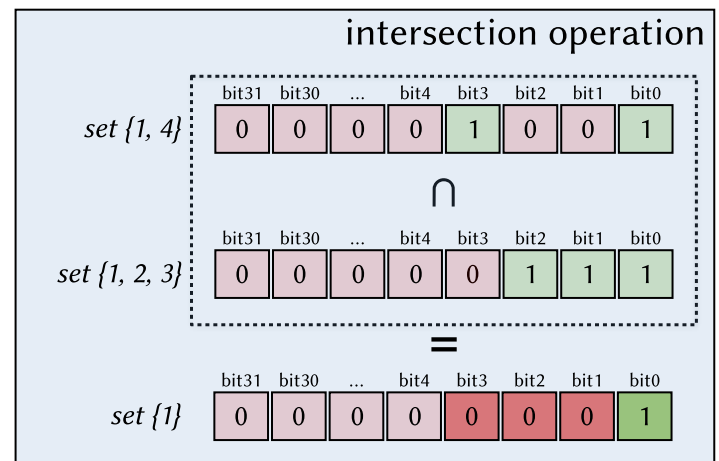 intersection operation
bit31 bit30 ... bit4 bit3 bit2 bit1 bit0
set {1, 4} 0 0 0 0 1 0 0 1
∩
bit31 bit30 ... bit4 bit3 bit2 bit1 bit0
set {1, 2, 3} 0 0 0 0 0 1 1 1
=
bit31 bit30 ... bit4 bit3 bit2 bit1 bit0
set {1} 0 0 0 0 0 0 0 1